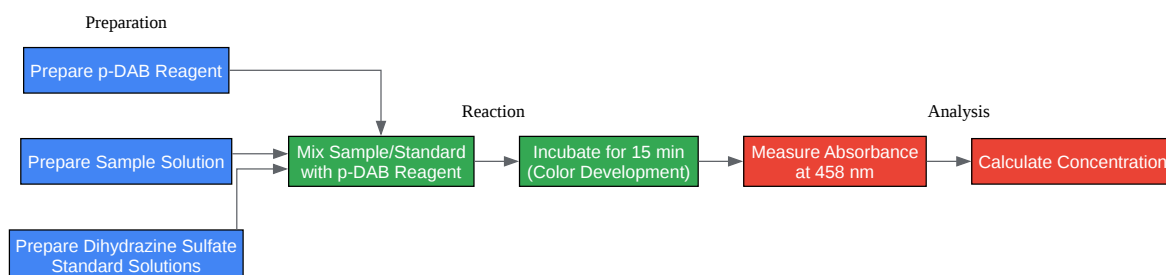 Preparation
Prepare p-DAB Reagent
Prepare Sample Solution
Prepare Dihydrazine Sulfate
Standard Solutions
Reaction
Mix Sample/Standard
with p-DAB Reagent
Incubate for 15 min
(Color Development)
Analysis
Measure Absorbance
at 458 nm
Calculate Concentration